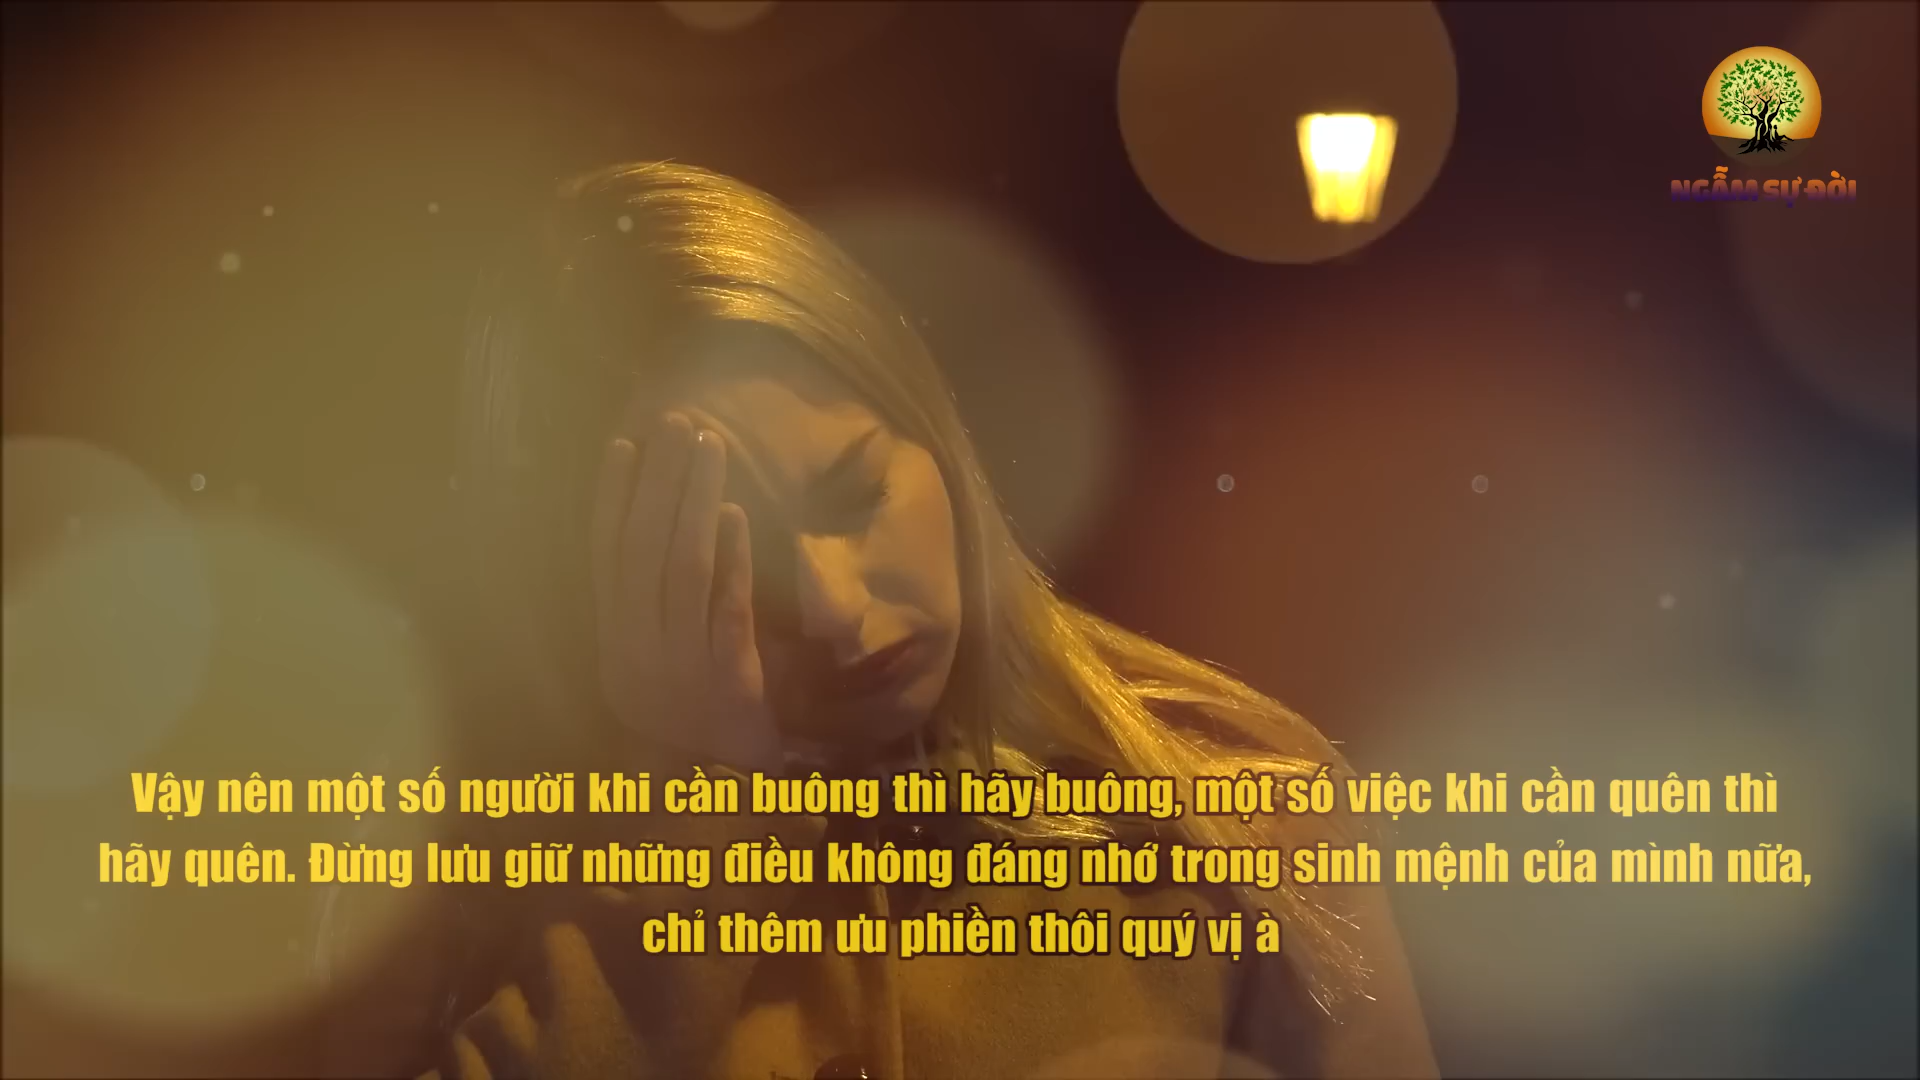 NGẪM SỰ ĐỜI
Vậy nên một số người khi cần buông thì hãy buông, một số việc khi cần quên thì
hãy quên. Đừng lưu giữ những điều không đáng nhớ trong sinh mệnh của mình nữa,
chỉ thêm ưu phiền thôi quý vị à